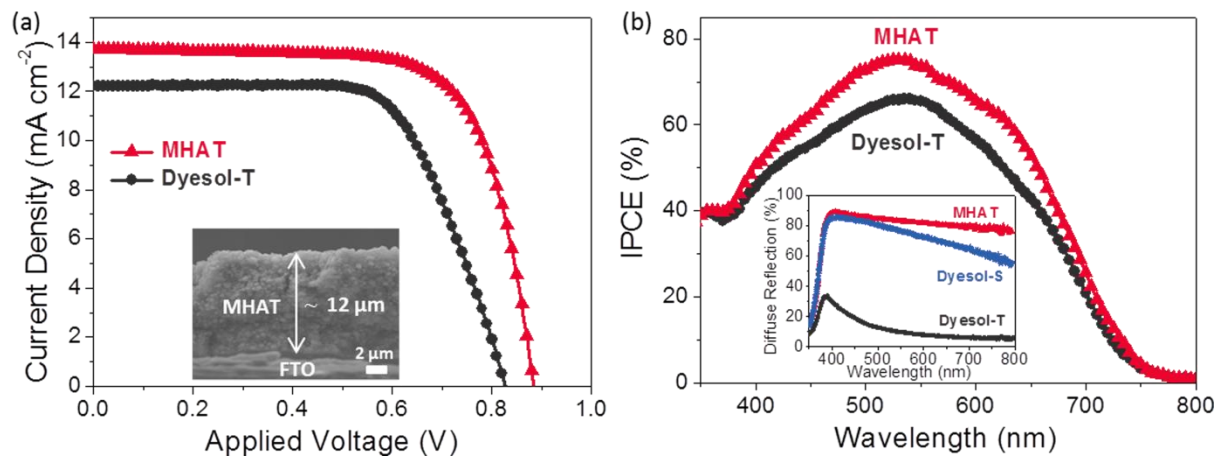 (a)
14
12
10
8
6
4
2
0
Current Density (mA cm-2)
MHAT
Dyesol-T
MHAT
~ 12 μm
2 μm
FTO
0.0 0.2 0.4 0.6 0.8 1.0
Applied Voltage (V)
(b)
80
60
40
20
0
IPCE (%)
MHAT
Dyesol-T
100
80
60
40
20
0
Diffuse Reflection (%)
MHAT
Dyesol-S
Dyesol-T
400 500 600 700 800
Wavelength (nm)
400 500 600 700 800
Wavelength (nm)